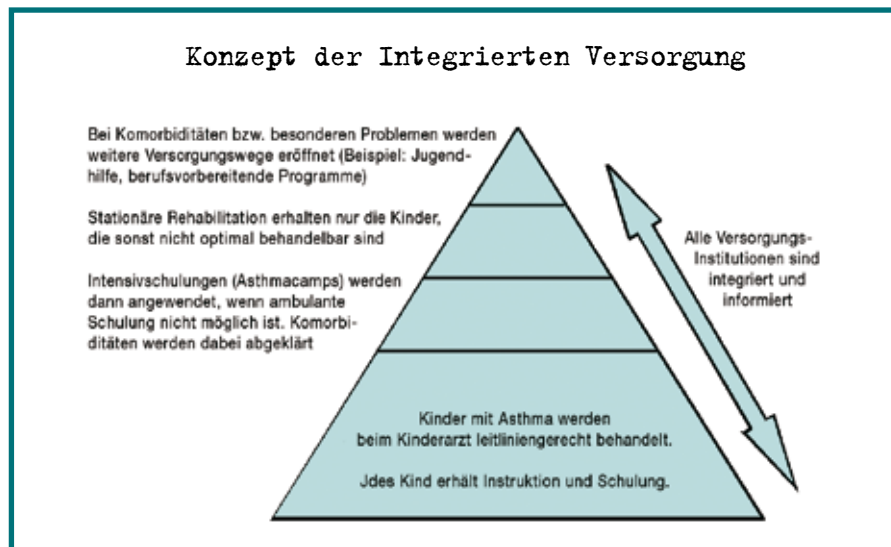 Konzept der Integrierten Versorgung
Bei Komorbiditäten bzw. besonderen Problemen werden
weitere Versorgungswege eröffnet (Beispiel: Jugend-
hilfe, berufsvorbereitende Programme)
Stationäre Rehabilitation erhalten nur die Kinder,
die sonst nicht optimal behandelbar sind
Intensivschulungen (Asthmacamps) werden
dann angewendet, wenn ambulante
Schulung nicht möglich ist. Komorbi-
ditäten werden dabei abgeklärt
Alle Versorgungs-
Institutionen sind
integriert und
informiert
Kinder mit Asthma werden
beim Kinderarzt leitliniengerecht behandelt.
Jdes Kind erhält Instruktion und Schulung.